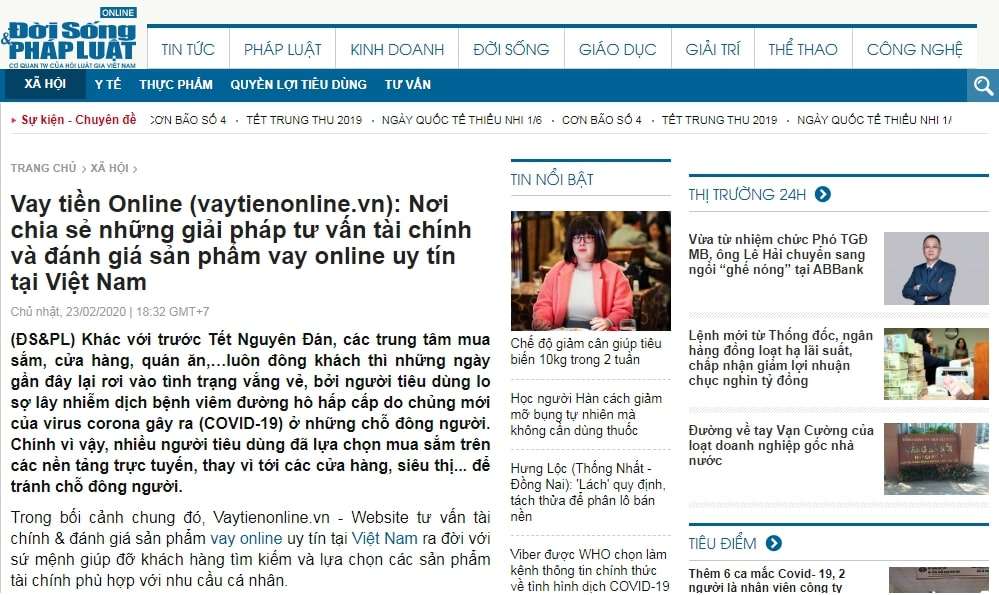 ONLINE
Đời Sống
& PHÁP LUẬT
CƠ QUAN TW CỦA HỘI LUẬT GIA VIỆT NAM
TIN TỨC PHÁP LUẬT KINH DOANH ĐỜI SỐNG GIÁO DỤC GIẢI TRÍ THỂ THAO CÔNG NGHỆ
XÃ HỘI Y TẾ THỰC PHẨM QUYỀN LỢI TIÊU DÙNG TƯ VẤN
Sự kiện - Chuyên đề CƠN BÃO SỐ 4 · TẾT TRUNG THU 2019 · NGÀY QUỐC TẾ THIẾU NHI 1/6 · CƠN BÃO SỐ 4 · TẾT TRUNG THU 2019 · NGÀY QUỐC TẾ THIẾU NHI 1/
TRANG CHỦ › XÃ HỘI ›
Vay tiền Online (vaytienonline.vn): Nơi
chia sẻ những giải pháp tư vấn tài chính
và đánh giá sản phẩm vay online uy tín
tại Việt Nam
Chủ nhật, 23/02/2020 | 18:32 GMT+7
(ĐS&PL) Khác với trước Tết Nguyên Đán, các trung tâm mua
sắm, cửa hàng, quán ăn,…luôn đông khách thì những ngày
gần đây lại rơi vào tình trạng vắng vẻ, bởi người tiêu dùng lo
sợ lây nhiễm dịch bệnh viêm đường hô hấp cấp do chủng mới
của virus corona gây ra (COVID-19) ở những chỗ đông người.
Chính vì vậy, nhiều người tiêu dùng đã lựa chọn mua sắm trên
các nền tảng trực tuyến, thay vì tới các cửa hàng, siêu thị... để
tránh chỗ đông người.
Trong bối cảnh chung đó, Vaytienonline.vn - Website tư vấn tài
chính & đánh giá sản phẩm vay online uy tín tại Việt Nam ra đời với
sứ mệnh giúp đỡ khách hàng tìm kiếm và lựa chọn các sản phẩm
tài chính phù hợp với nhu cầu cá nhân.
TIN NỔI BẬT
Chế độ giảm cân giúp tiêu
biến 10kg trong 2 tuần
Học người Hàn cách giảm
mỡ bụng tự nhiên mà
không cần dùng thuốc
Hưng Lộc (Thống Nhất -
Đồng Nai): 'Lách' quy định,
tách thửa để phân lô bán
nền
Viber được WHO chọn làm
kênh thông tin chính thức
về tình hình dịch COVID-19
THỊ TRƯỜNG 24H
Vừa từ nhiệm chức Phó TGĐ
MB, ông Lê Hải chuyển sang
ngồi “ghế nóng” tại ABBank
Lệnh mới từ Thống đốc, ngân
hàng đồng loạt hạ lãi suất,
chấp nhận giảm lợi nhuận
chục nghìn tỷ đồng
Đường về tay Vạn Cường của
loạt doanh nghiệp gốc nhà
nước
TIÊU ĐIỂM
Thêm 6 ca mắc Covid- 19, 2
người là nhân viên công ty